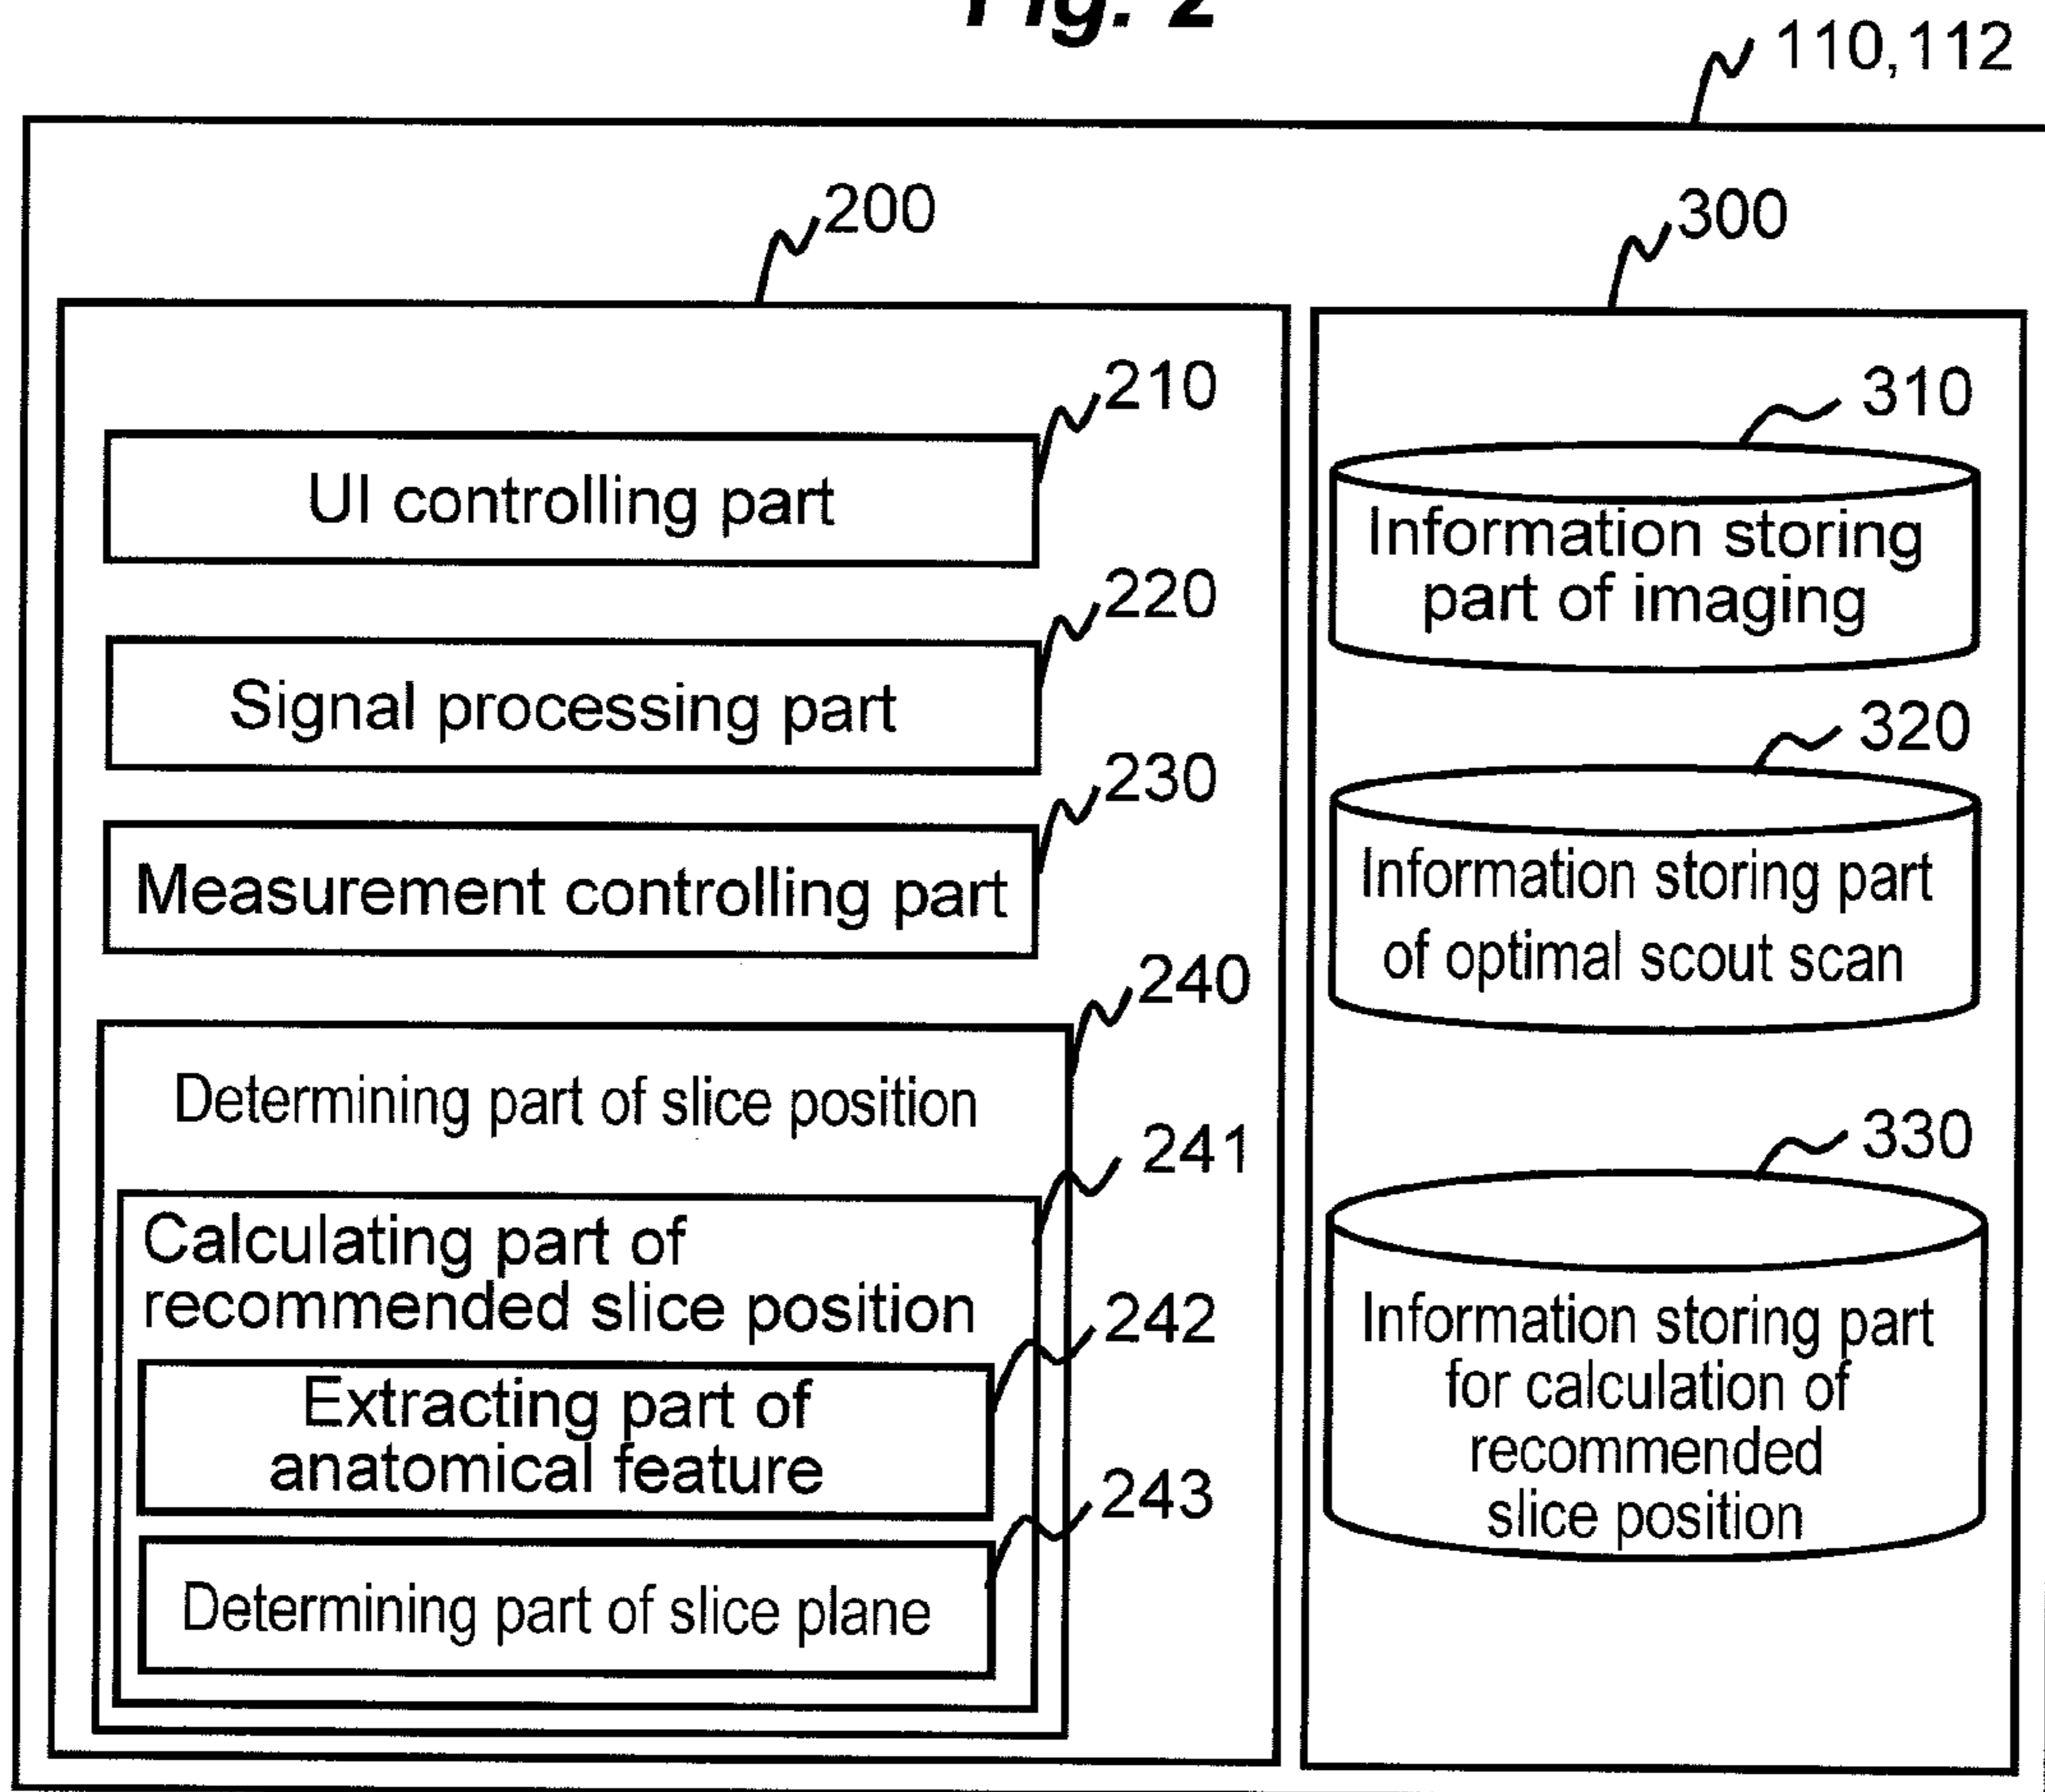 Fig. 2
110,112
200
300
210
UI controlling part
220
Signal processing part
230
Measurement controlling part
240
Determining part of slice position
241
Calculating part of
recommended slice position
242
Extracting part of
anatomical feature
243
Determining part of slice plane
310
Information storing
part of imaging
320
Information storing part
of optimal scout scan
330
Information storing part
for calculation of
recommended
slice position